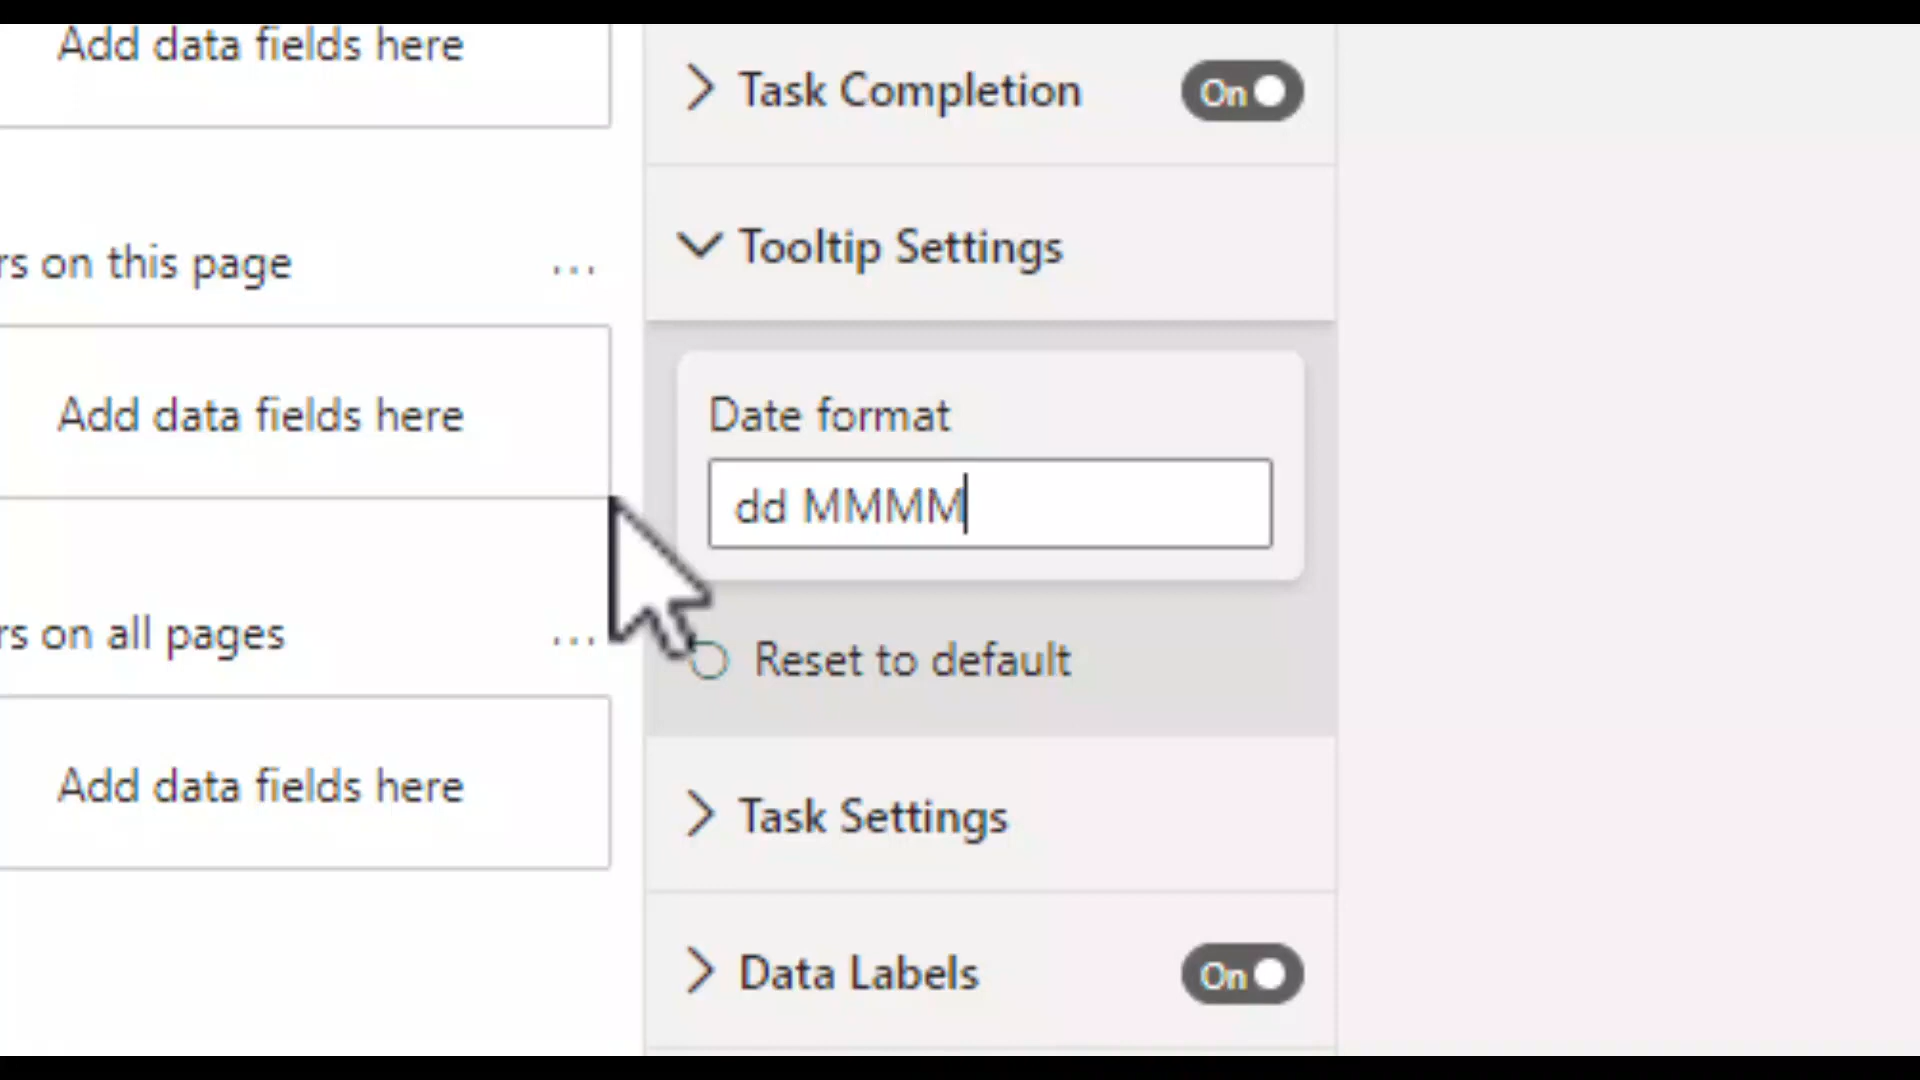 Add data fields here
rs on this page
...
Add data fields here
rs on all pages
...
Add data fields here
Task Completion
On
Tooltip Settings
Date format
dd MMMM
Reset to default
Task Settings
Data Labels
On